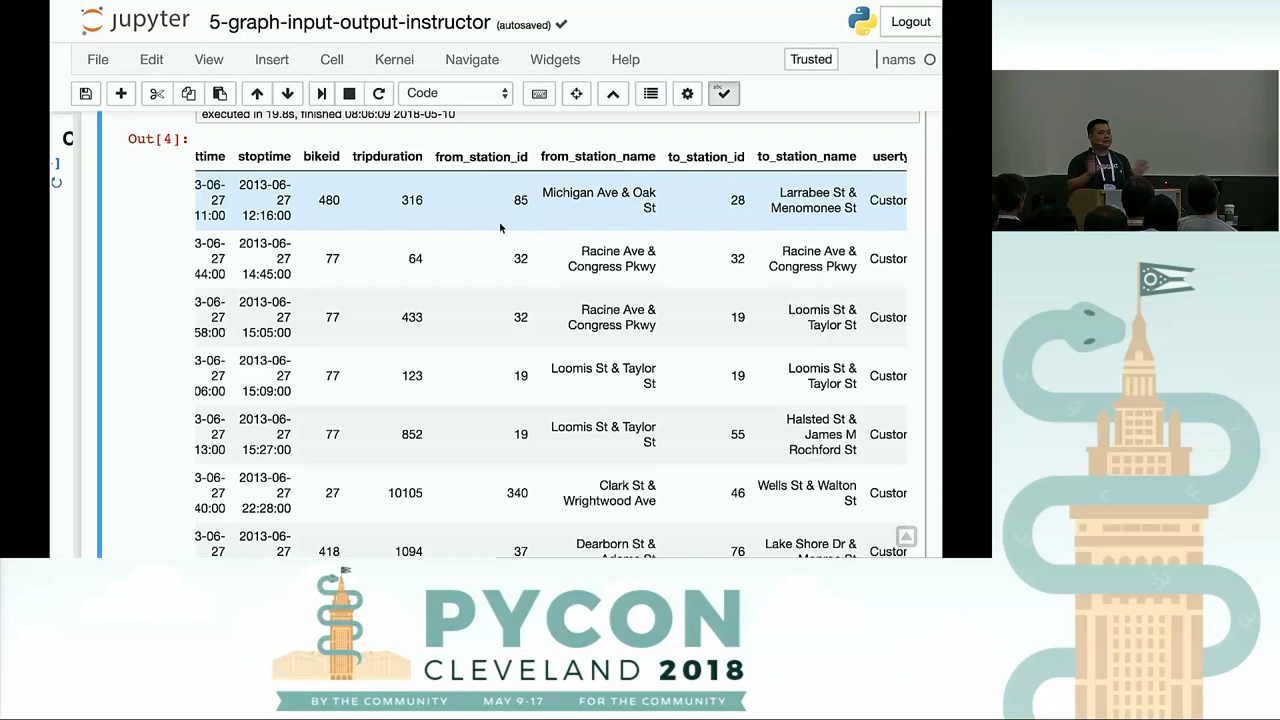 jupyter 5-graph-input-output-instructor (autosaved) Logout
File Edit View Insert Cell Kernel Navigate Widgets Help Trusted nams
Code
executed in 19.8s, finished 08:06:09 2018-05-10
Out[4]:
ttime stoptime bikeid tripduration from_station_id from_station_name to_station_id to_station_name userty
3-06-
27
11:00
2013-06-
27
12:16:00
480 316 85
Michigan Ave & Oak
St
28
Larrabee St &
Menomonee St
Custor
3-06-
27
44:00
2013-06-
27
14:45:00
77 64 32
Racine Ave &
Congress Pkwy
32
Racine Ave &
Congress Pkwy
Custor
3-06-
27
58:00
2013-06-
27
15:05:00
77 433 32
Racine Ave &
Congress Pkwy
19
Loomis St &
Taylor St
Custor
3-06-
27
06:00
2013-06-
27
15:09:00
77 123 19
Loomis St & Taylor
St
19
Loomis St &
Taylor St
Custor
3-06-
27
13:00
2013-06-
27
15:27:00
77 852 19
Loomis St & Taylor
St
55
Halsted St &
James M
Rochford St
Custor
3-06-
27
40:00
2013-06-
27
22:28:00
27 10105 340
Clark St &
Wrightwood Ave
46
Wells St & Walton
St
Custor
3-06-
27
2013-06-
27
418 1094 37
Dearborn St &
76
Lake Shore Dr &
Custor
PYCON
CLEVELAND 2018
BY THE COMMUNITY MAY 9-17 FOR THE COMMUNITY